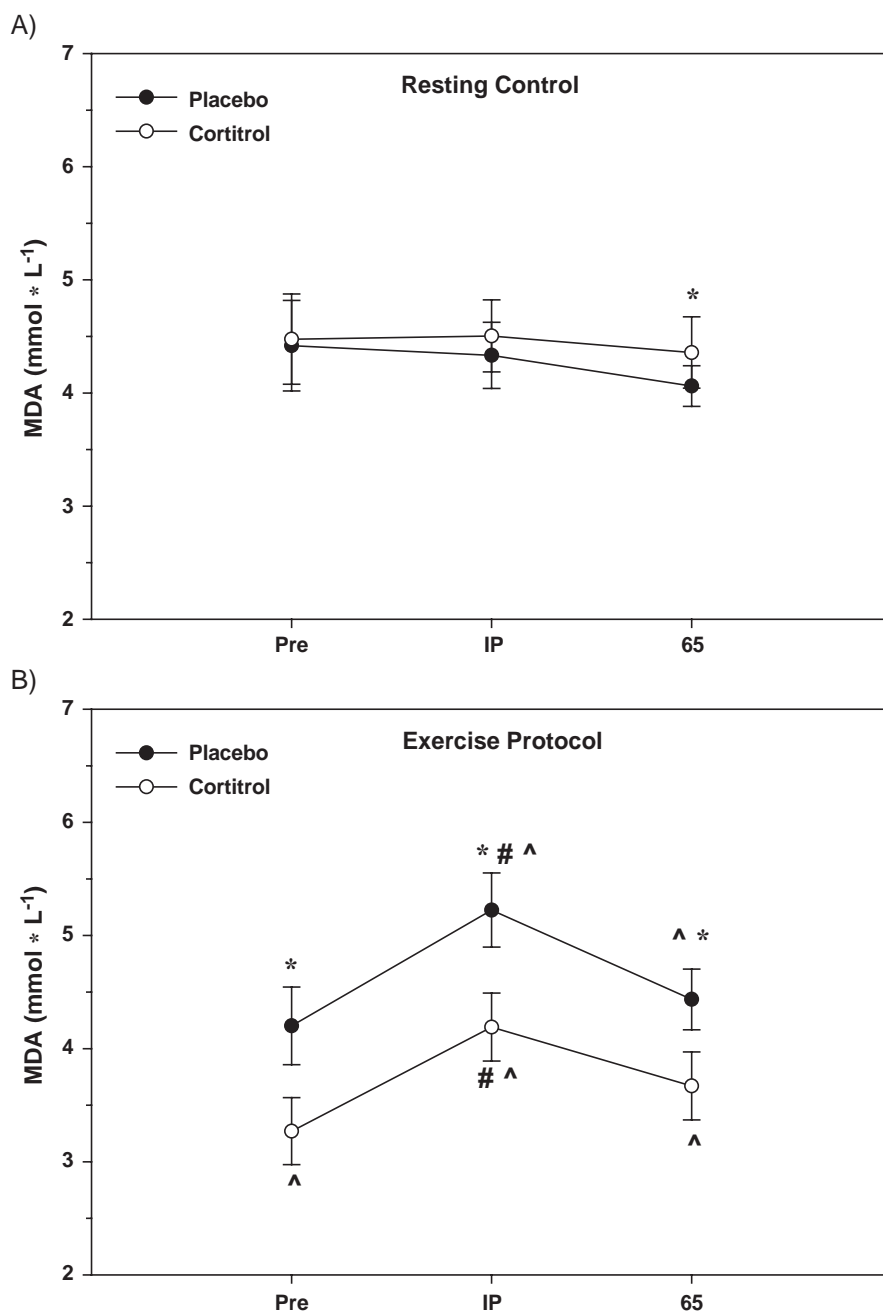 A)
7
Resting Control
Placebo
Cortitrol
6
5
*
4
3
2
MDA (mmol * L-1)
Pre IP 65
B)
7
Exercise Protocol
Placebo
Cortitrol
6
* # ^
5
^ *
*
4
# ^
^
3
^
2
MDA (mmol * L-1)
Pre IP 65